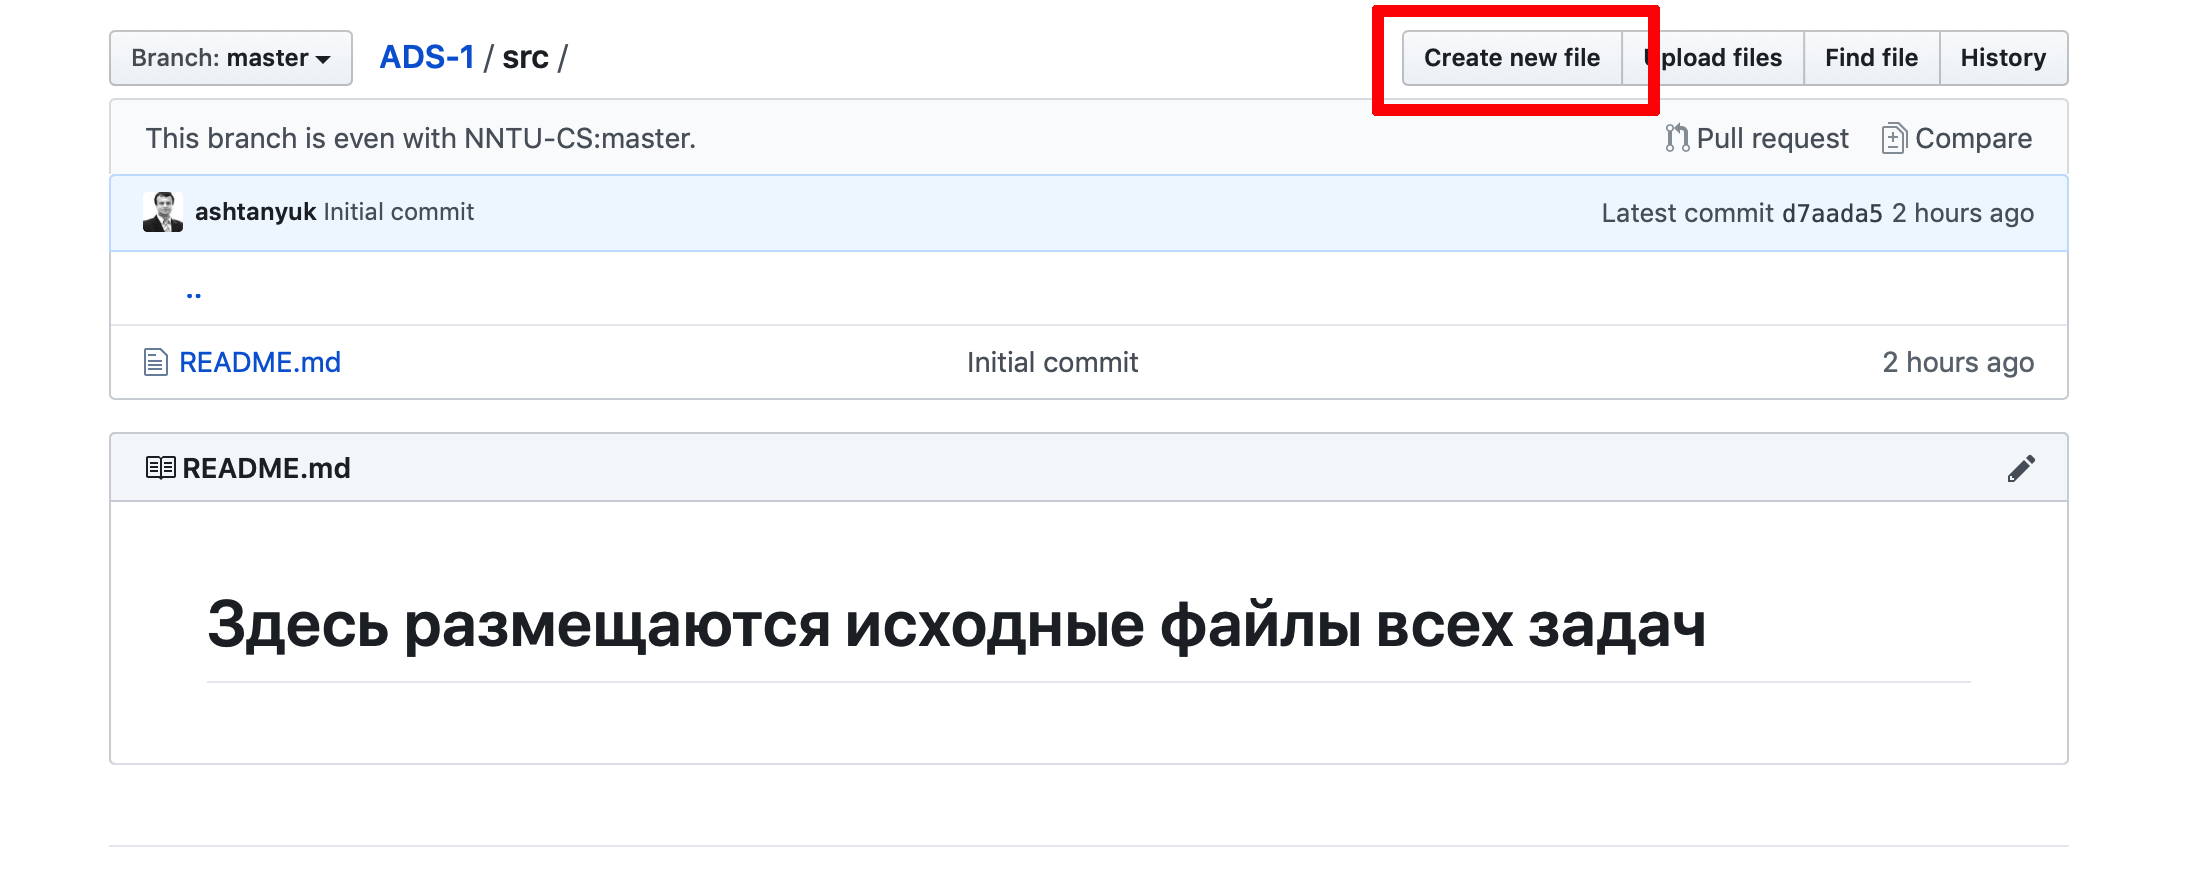 Branch: master ADS-1 / src / Create new file Upload files Find file History
This branch is even with NNTU-CS:master. Pull request Compare
ashtanyuk Initial commit Latest commit d7aada5 2 hours ago
..
README.md Initial commit 2 hours ago
README.md
Здесь размещаются исходные файлы всех задач